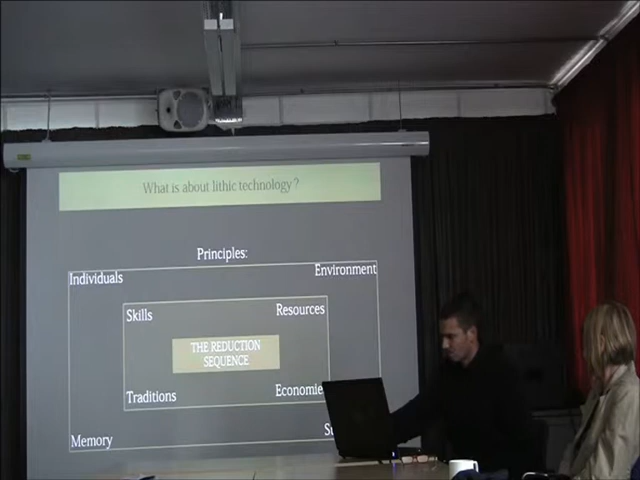 What is about lithic technology?
Principles:
Individuals
Environment
Skills
Resources
THE REDUCTION
SEQUENCE
Traditions
Memory